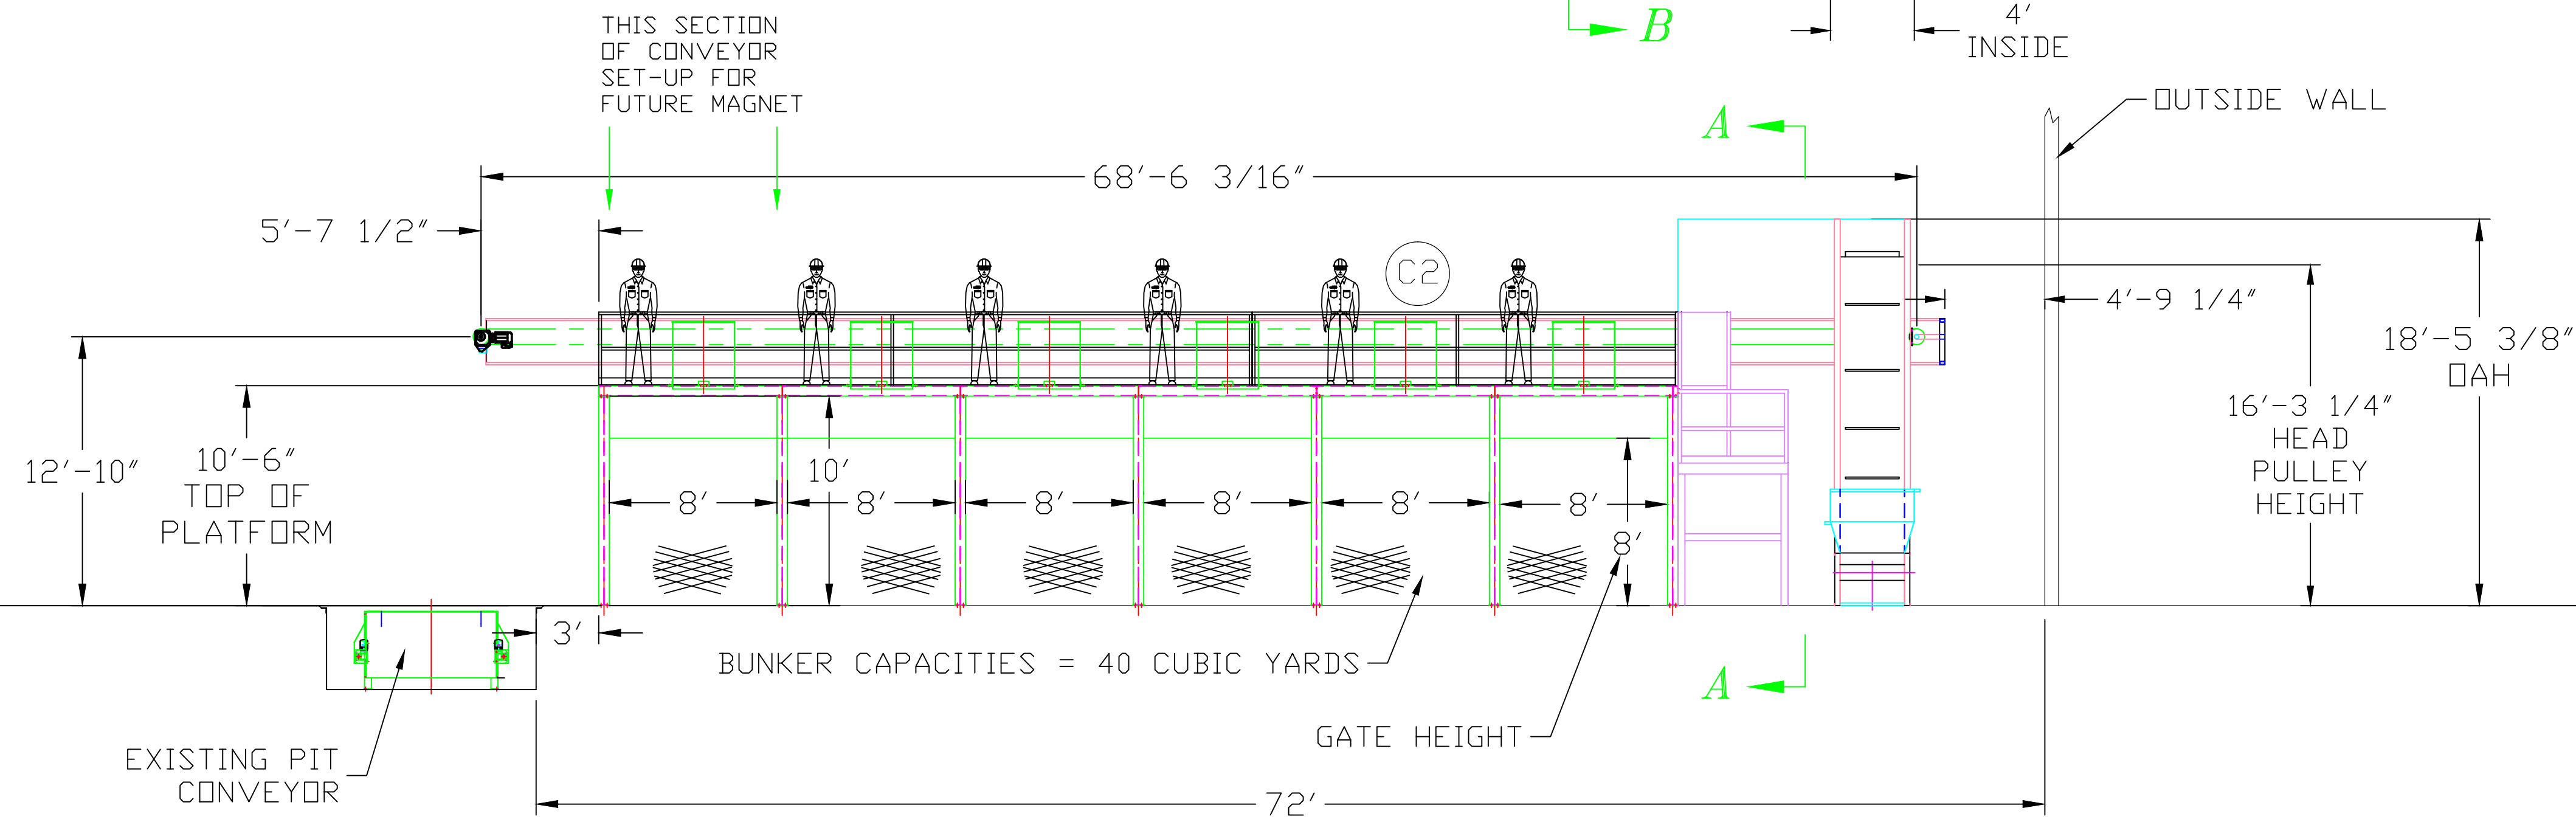 THIS SECTION
OF CONVEYOR
SET-UP FOR
FUTURE MAGNET
B
4'
INSIDE
OUTSIDE WALL
A
68'-6 3/16"
5'-7 1/2"
C2
4'-9 1/4"
18'-5 3/8"
OAH
16'-3 1/4"
HEAD
PULLEY
HEIGHT
12'-10"
10'-6"
TOP OF
PLATFORM
10'
8'
8'
8'
8'
8'
8'
8'
3'
BUNKER CAPACITIES = 40 CUBIC YARDS
A
GATE HEIGHT
EXISTING PIT
CONVEYOR
72'